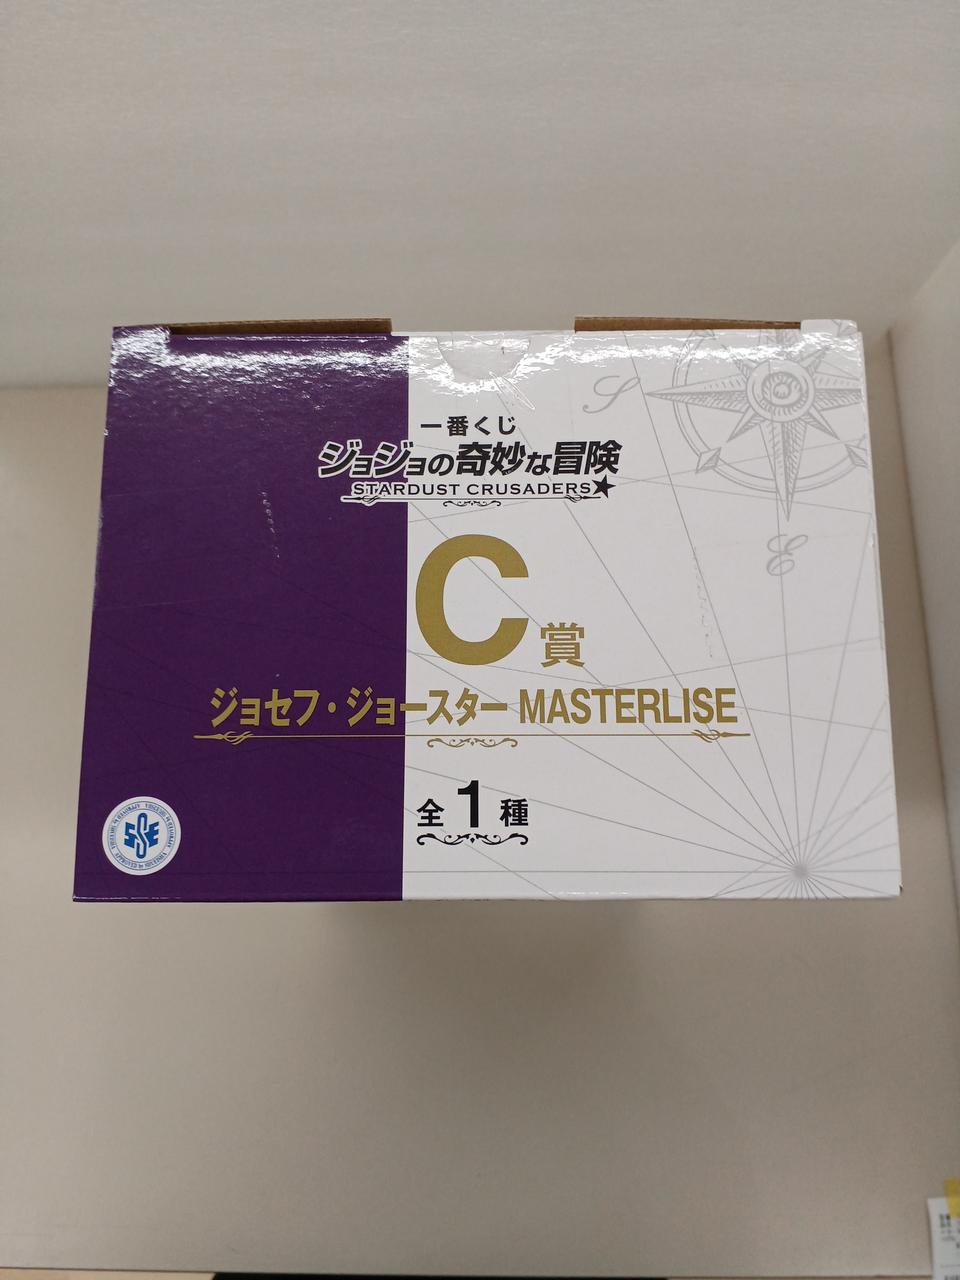 一番くじ
ジョジョの奇妙な冒険
STARDUST CRUSADERS
C賞
ジョセフ・ジョースター MASTERLISE
全1種
S
E